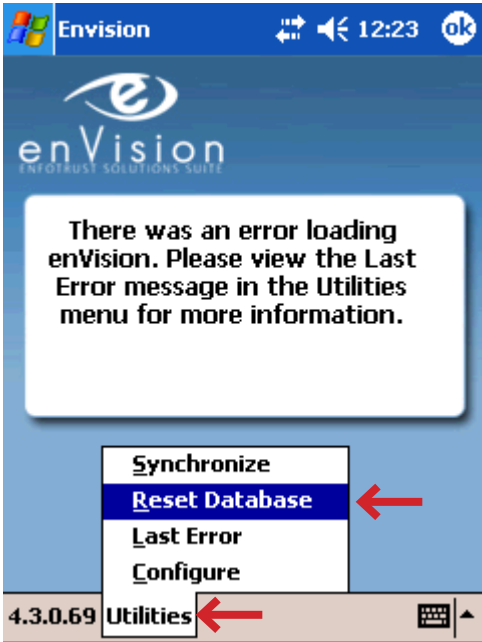 Envision 12:23 ok
enVision
ENFOTRUST SOLUTIONS SUITE
There was an error loading
enVision. Please view the Last
Error message in the Utilities
menu for more information.
Synchronize
Reset Database
Last Error
Configure
4.3.0.69 Utilities